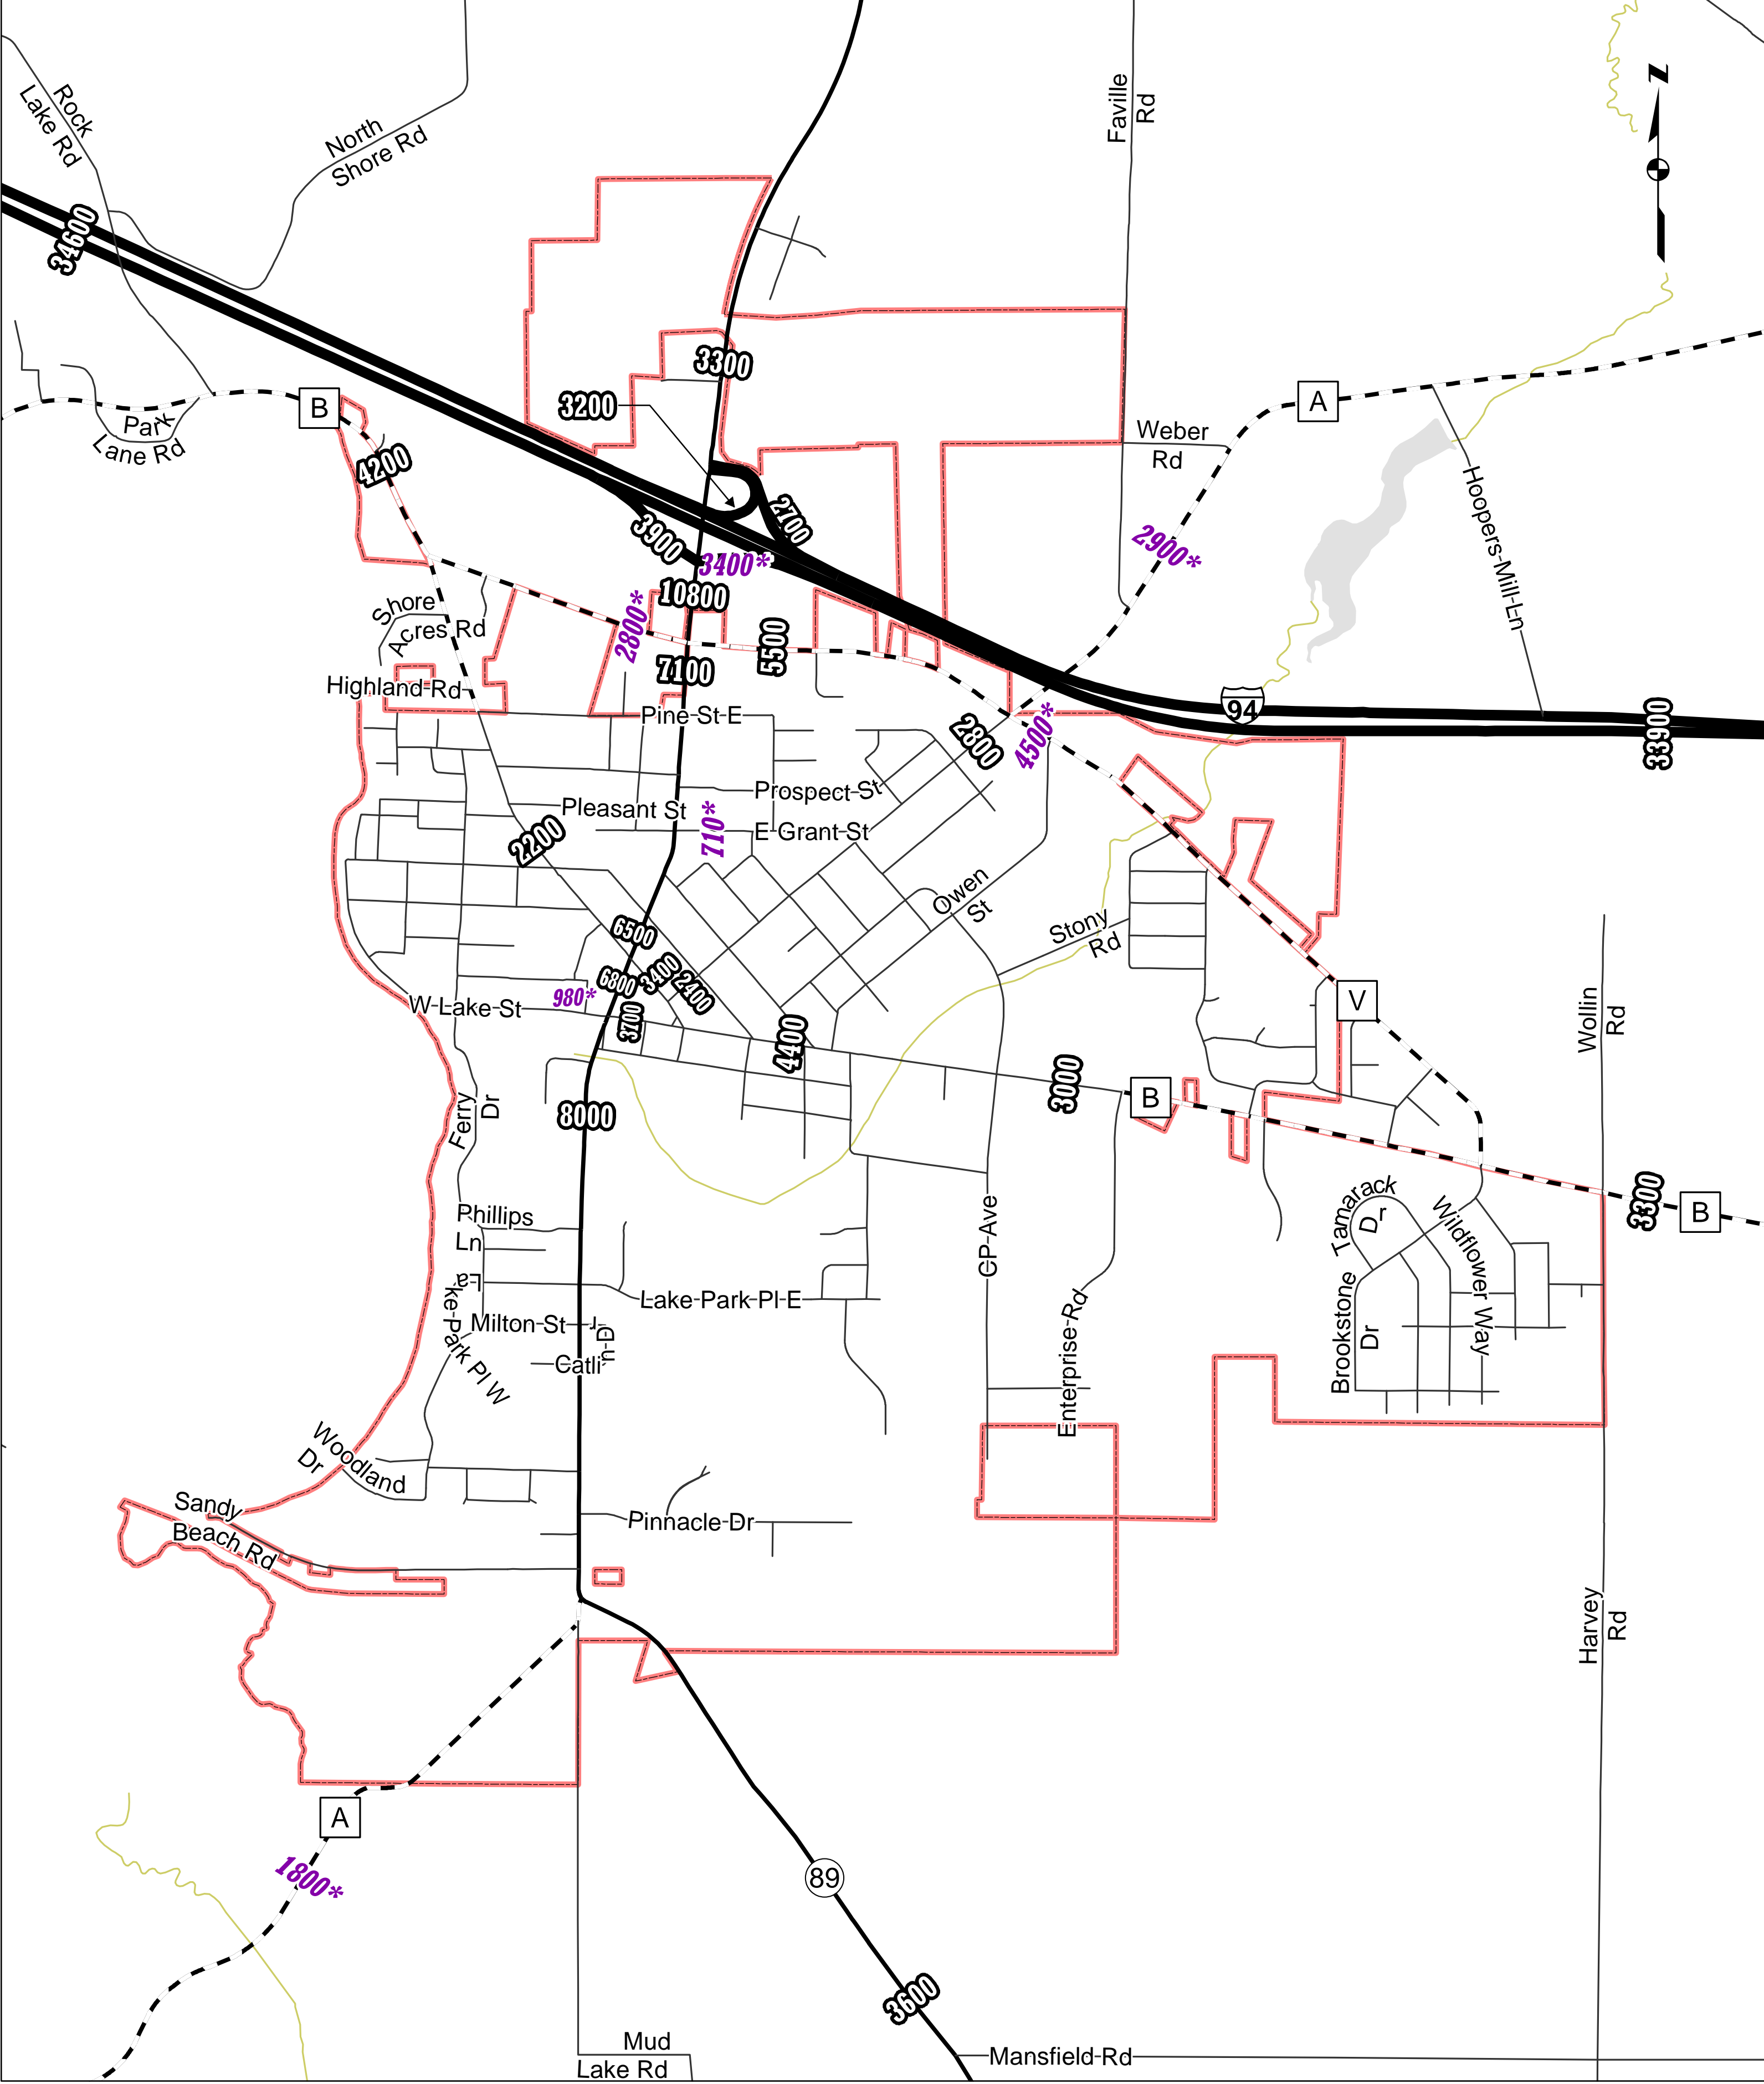 Rock
Lake Rd
North
Shore Rd
Faville
Rd
N
34600
B
Park
Lane Rd
4200
3300
3200
3900
2700
3400*
10800
2800*
5500
7100
A
Weber
Rd
2900*
Hoopers-Mill-Ln
Shore
Acres Rd
Highland-Rd
Pine St E
94
33900
2800
4500*
Prospect-St
Pleasant St
E Grant St
710*
2200
Owen
St
Stony
Rd
6500
6800
3400
2400
3700
980*
W-Lake-St
4400
3000
B
V
Wollin
Rd
Ferry
Dr
8000
Phillips
Ln
Lake-Park Pl W
Lake-Park-Pl-E
Milton-St
Catli
CP-Ave
Enterprise-Rd
Tamarack
Dr
Wildflower Way
Brookstone
Dr
3300
B
Woodland
Dr
Sandy
Beach Rd
Pinnacle-Dr
Harvey
Rd
A
1800*
89
3600
Mud
Lake Rd
Mansfield-Rd